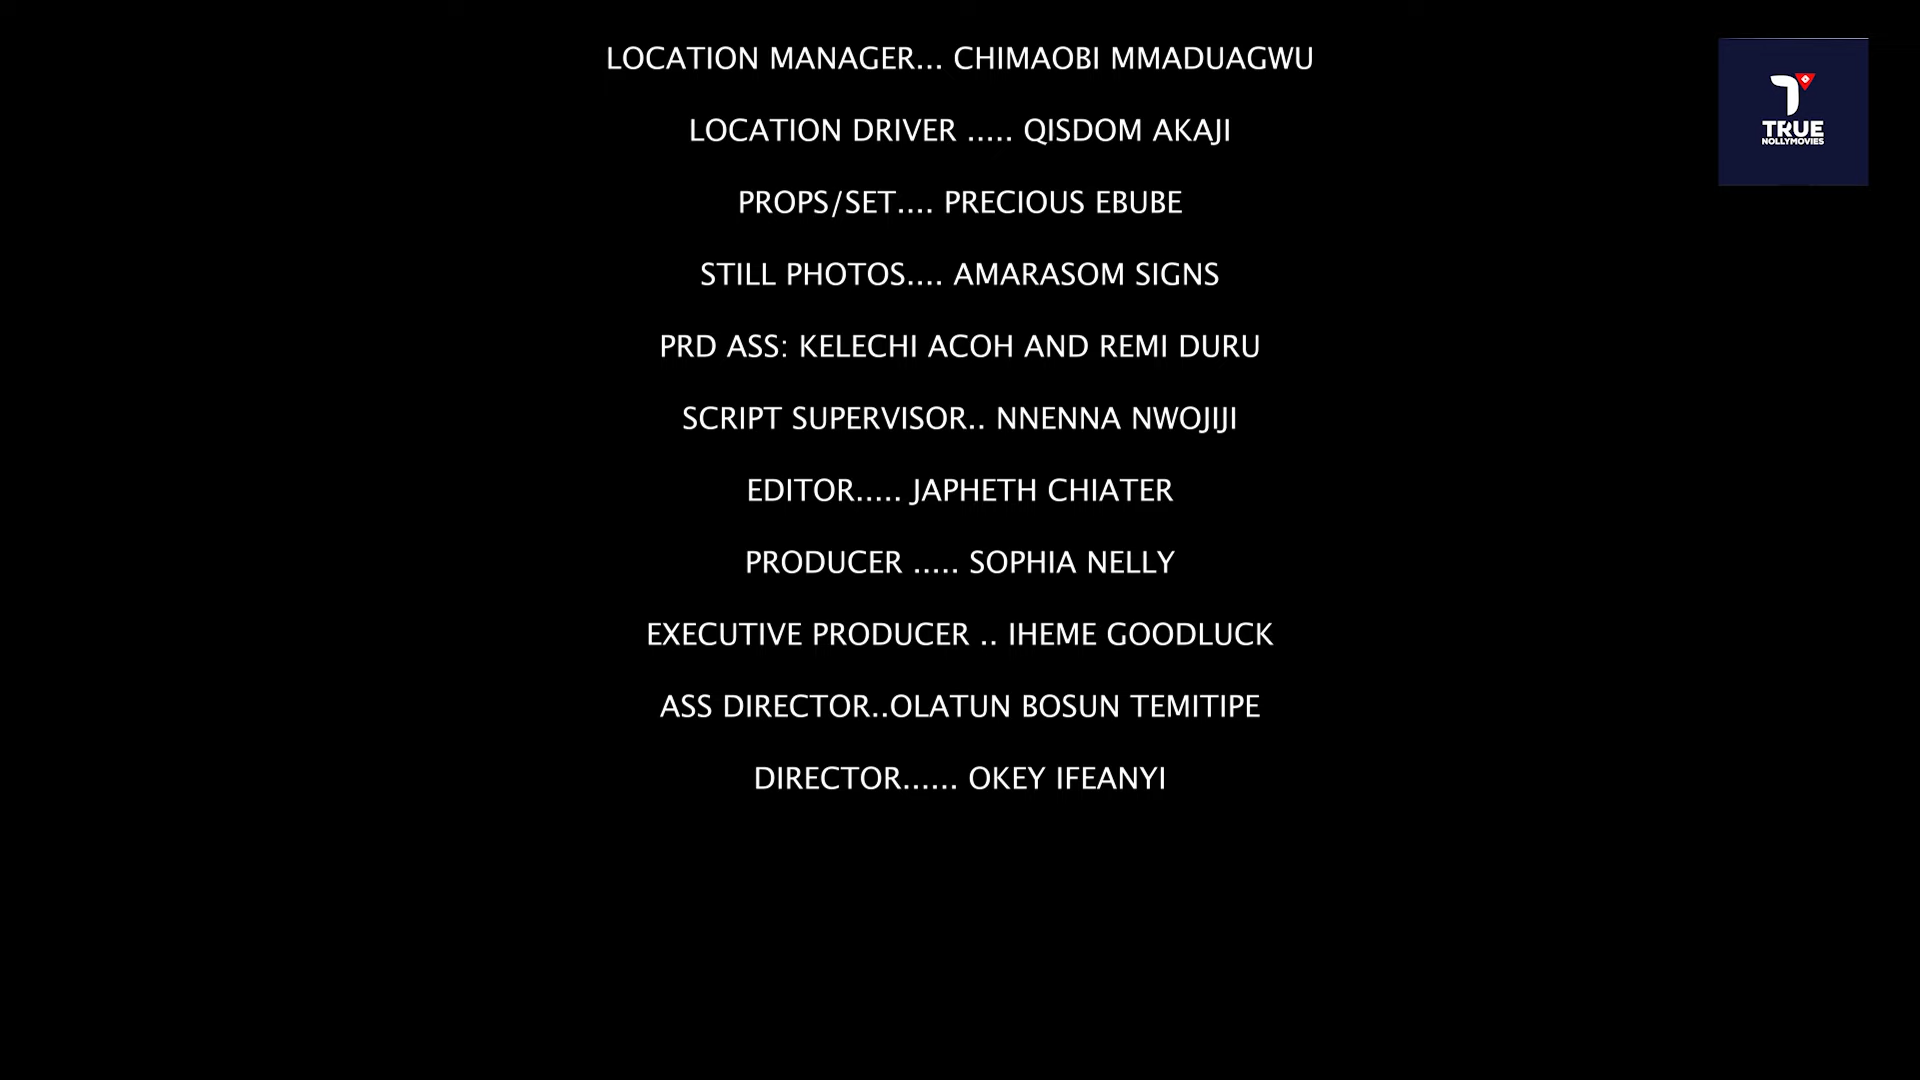 LOCATION MANAGER... CHIMAOBI MMADUAGWU
LOCATION DRIVER ..... QISDOM AKAJI
PROPS/SET.... PRECIOUS EBUBE
STILL PHOTOS.... AMARASOM SIGNS
PRD ASS: KELECHI ACOH AND REMI DURU
SCRIPT SUPERVISOR.. NNENNA NWOJIJI
EDITOR..... JAPHETH CHIATER
PRODUCER ..... SOPHIA NELLY
EXECUTIVE PRODUCER .. IHEME GOODLUCK
ASS DIRECTOR..OLATUN BOSUN TEMITIPE
DIRECTOR...... OKEY IFEANYI
TRUE
NOLLYMOVIES